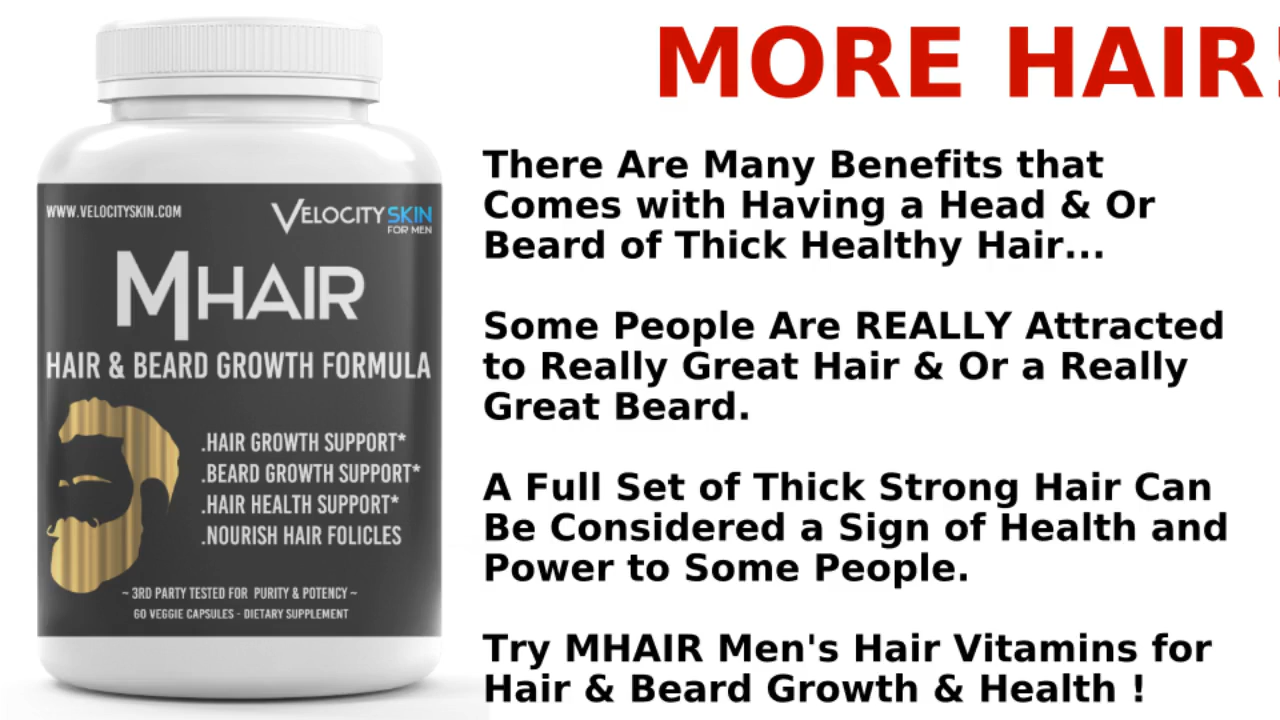 MORE HAIR!
WWW.VELOCITYSKIN.COM
VELOCITY SKIN
FOR MEN
MHAIR
HAIR & BEARD GROWTH FORMULA
.HAIR GROWTH SUPPORT*
.BEARD GROWTH SUPPORT*
.HAIR HEALTH SUPPORT*
.NOURISH HAIR FOLICLES
~ 3RD PARTY TESTED FOR PURITY & POTENCY ~
60 VEGGIE CAPSULES - DIETARY SUPPLEMENT
There Are Many Benefits that
Comes with Having a Head & Or
Beard of Thick Healthy Hair...
Some People Are REALLY Attracted
to Really Great Hair & Or a Really
Great Beard.
A Full Set of Thick Strong Hair Can
Be Considered a Sign of Health and
Power to Some People.
Try MHAIR Men's Hair Vitamins for
Hair & Beard Growth & Health !